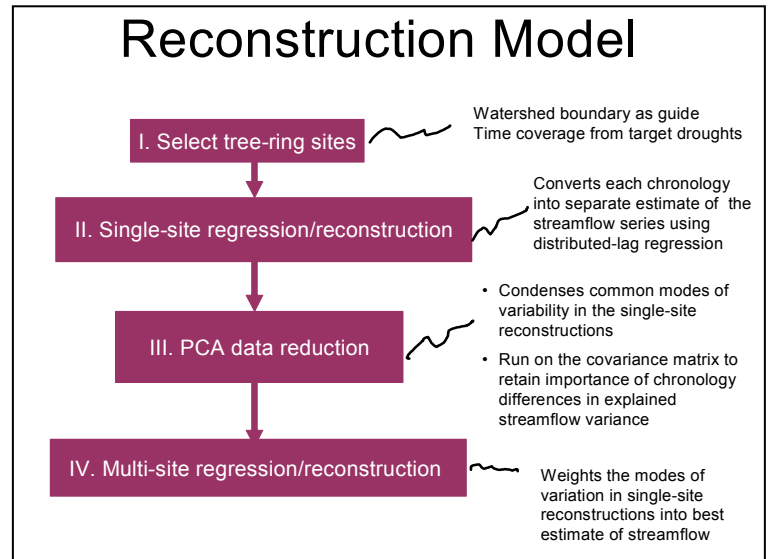 Reconstruction Model
I. Select tree-ring sites
Watershed boundary as guide
Time coverage from target droughts
II. Single-site regression/reconstruction
Converts each chronology
into separate estimate of the
streamflow series using
distributed-lag regression
III. PCA data reduction
• Condenses common modes of
variability in the single-site
reconstructions
• Run on the covariance matrix to
retain importance of chronology
differences in explained
streamflow variance
IV. Multi-site regression/reconstruction
Weights the modes of
variation in single-site
reconstructions into best
estimate of streamflow